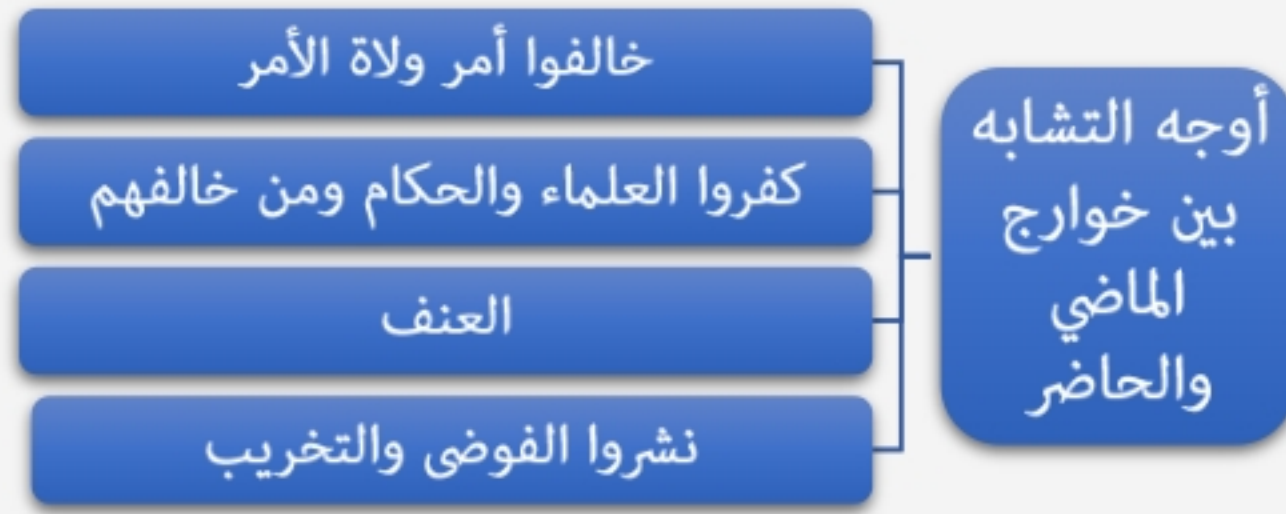 أوجه التشابه
بين خوارج
الماضي
والحاضر
خالفوا أمر ولاة الأمر
كفروا العلماء والحكام ومن خالفهم
العنف
نشروا الفوضى والتخريب